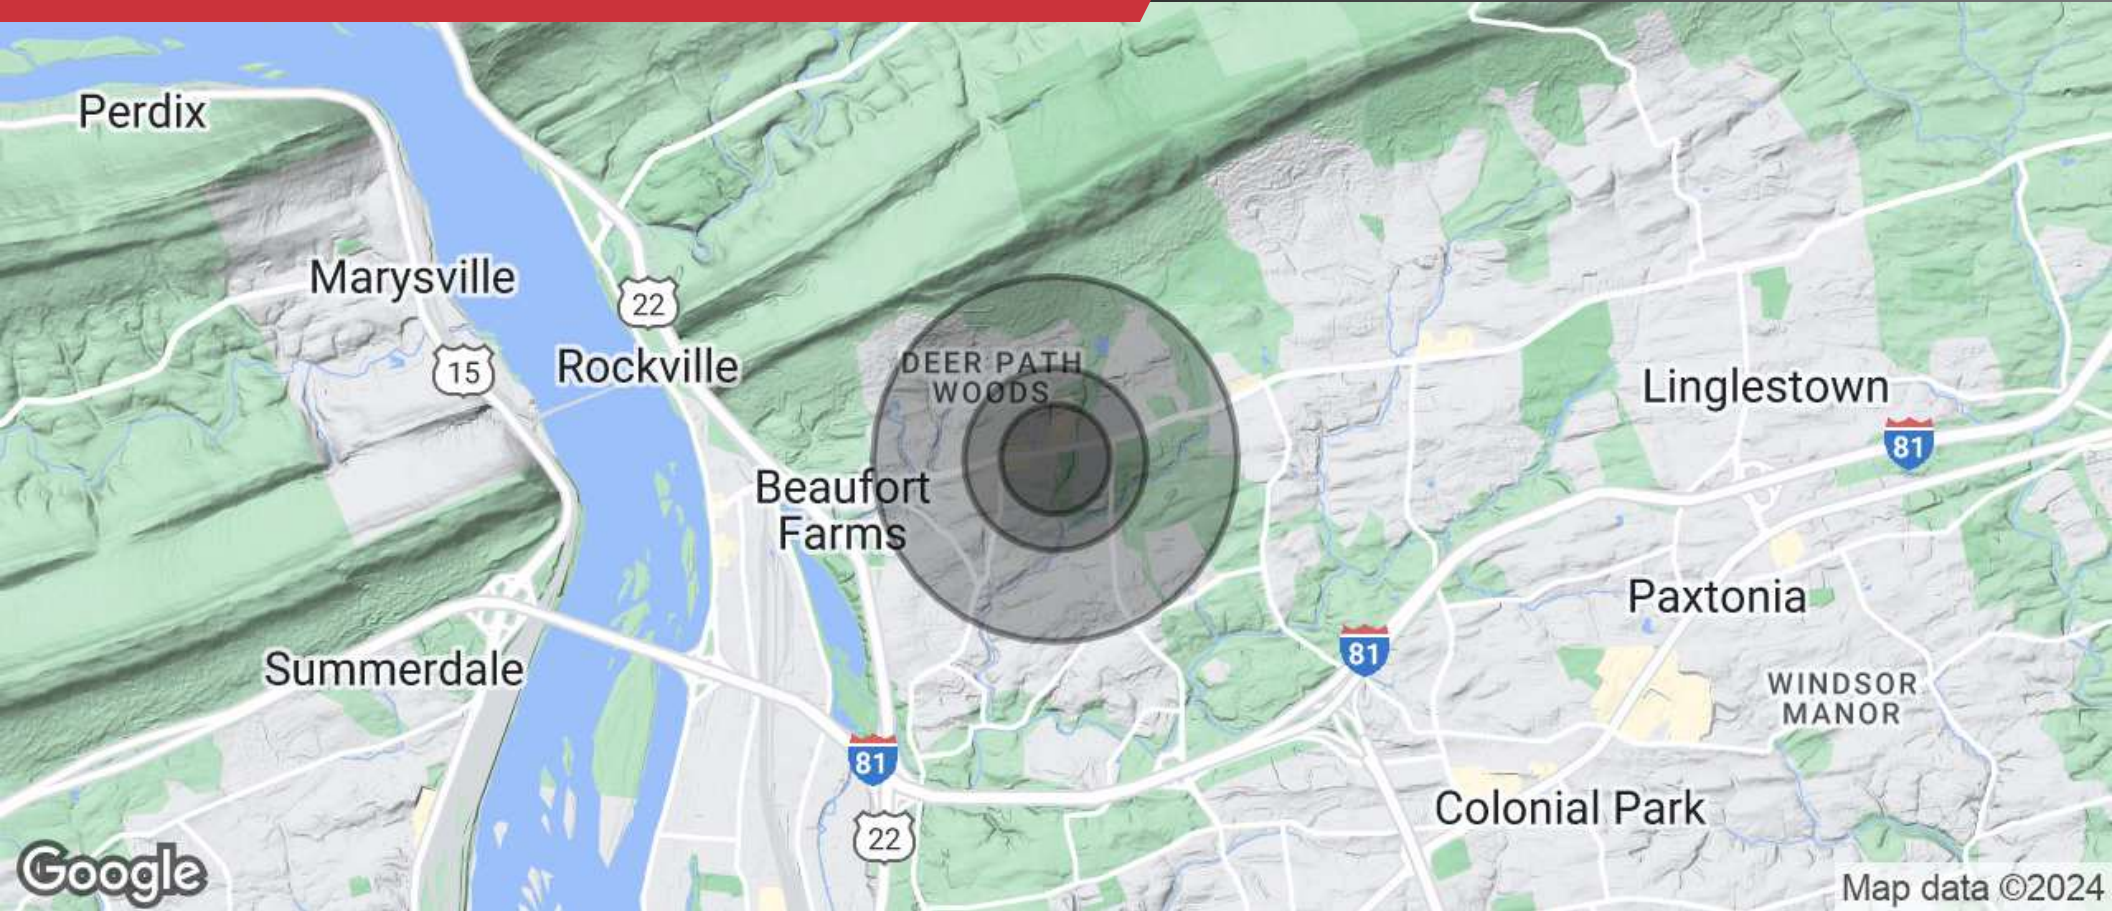 Perdix
Marysville
22
15
Rockville
DEER PATH
WOODS
Linglestown
81
Beaufort
Farms
Paxtonia
81
Summerdale
WINDSOR
MANOR
81
22
Colonial Park
Google
Map data ©2024